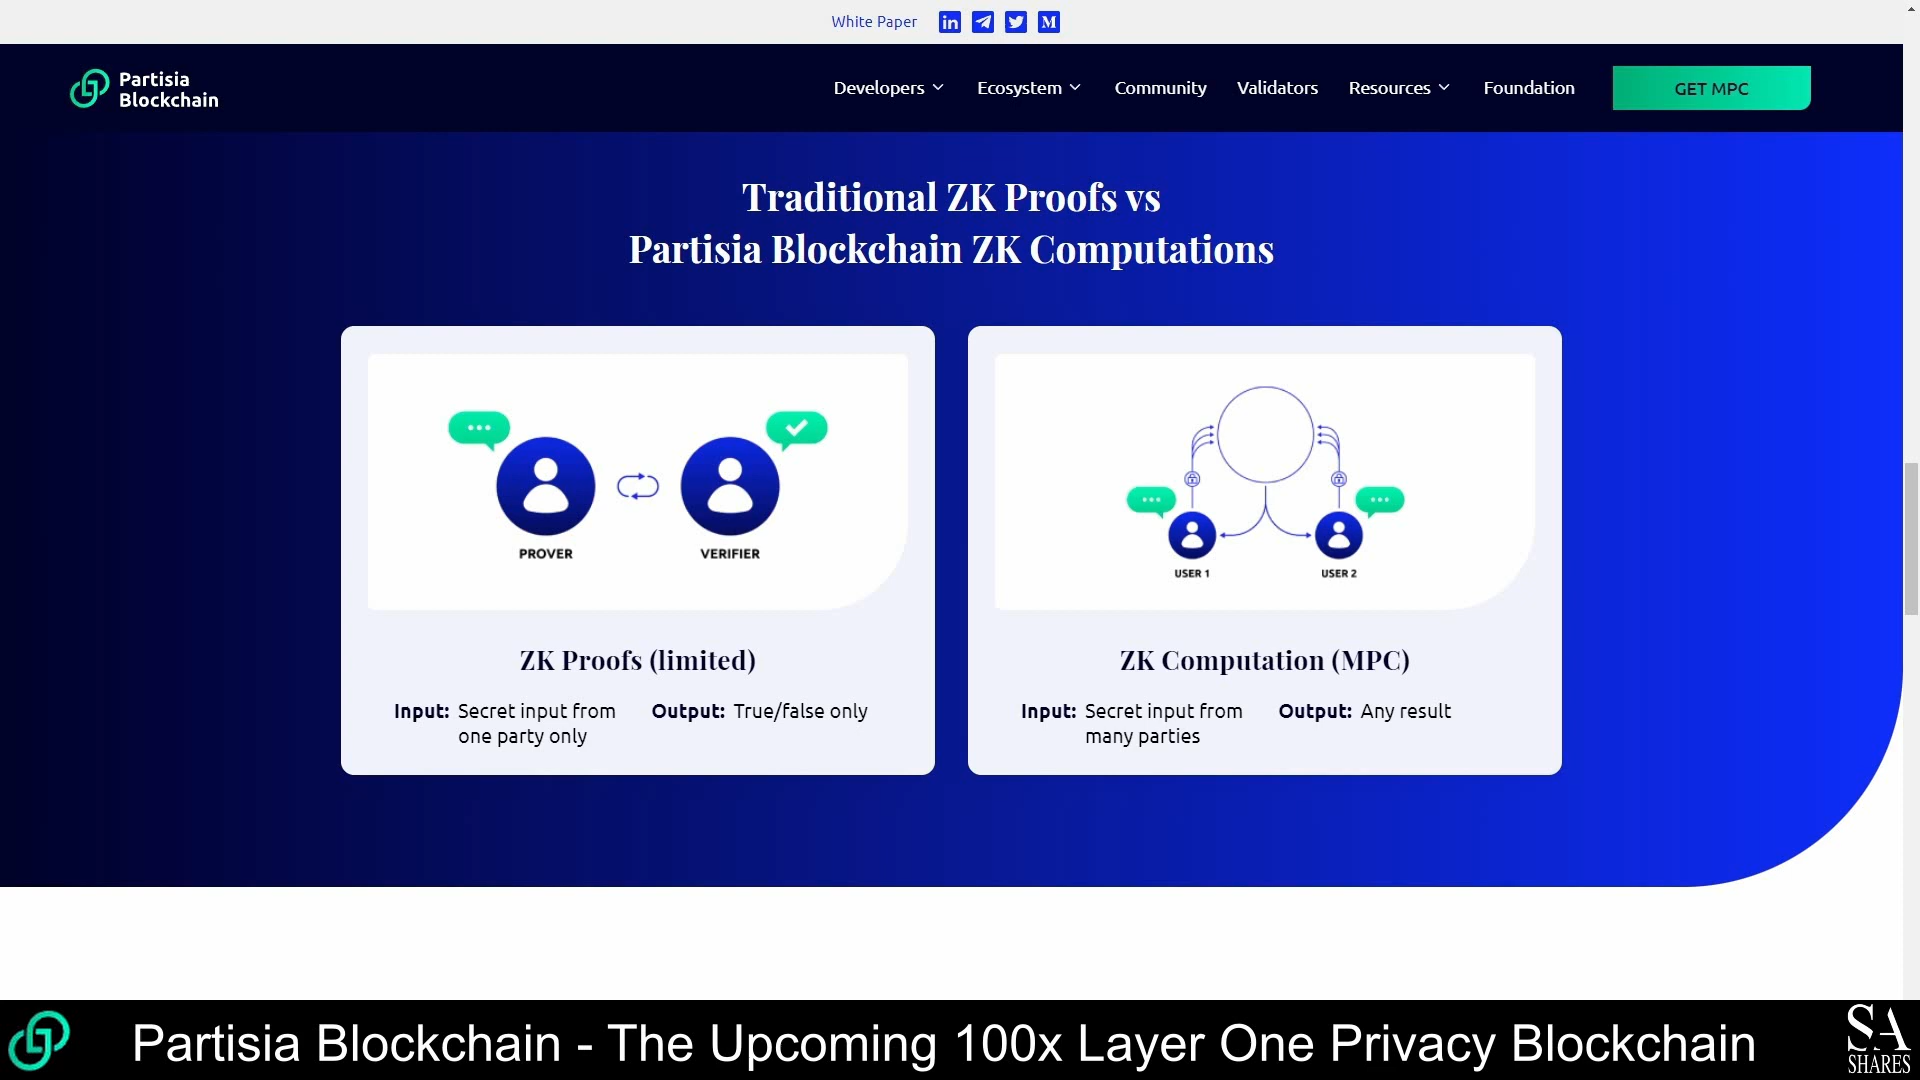 White Paper
Partisia
Blockchain
Developers
Ecosystem
Community
Validators
Resources
Foundation
GET MPC
Traditional ZK Proofs vs
Partisia Blockchain ZK Computations
PROVER
VERIFIER
ZK Proofs (limited)
Input: Secret input from
one party only
Output: True/false only
USER 1
USER 2
ZK Computation (MPC)
Input: Secret input from
many parties
Output: Any result
Partisia Blockchain - The Upcoming 100x Layer One Privacy Blockchain
SA
SHARES